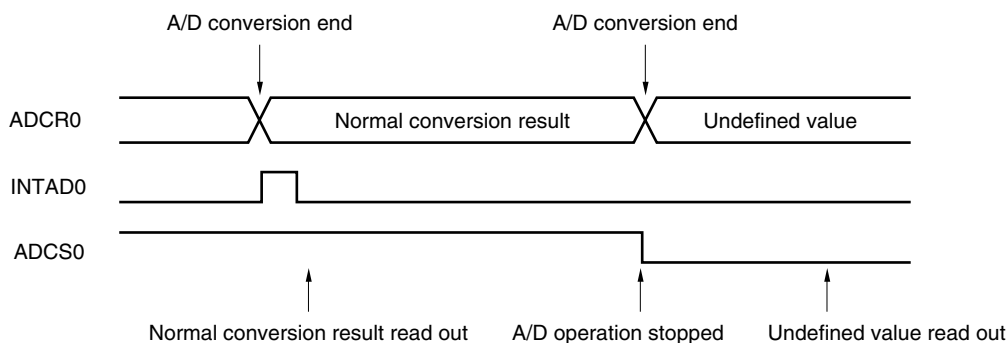 A/D conversion end A/D conversion end
ADCR0 Normal conversion result Undefined value
INTAD0
ADCS0
Normal conversion result read out A/D operation stopped Undefined value read out